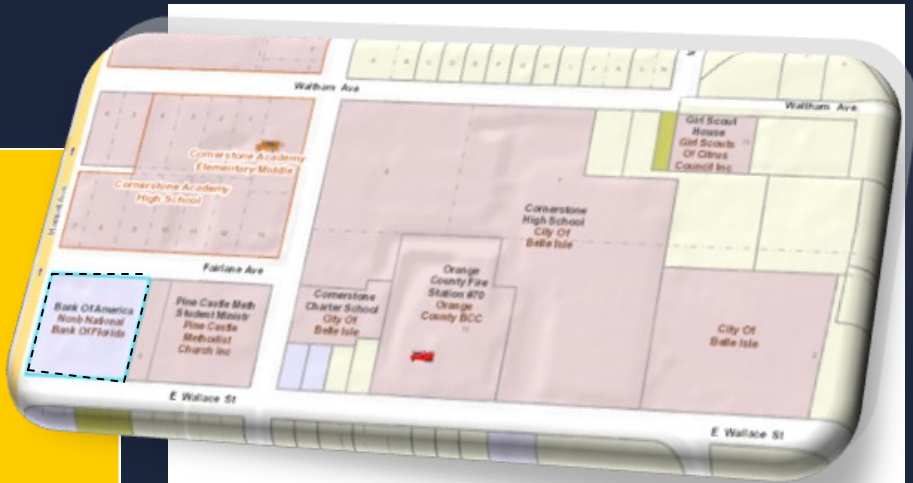 Waltham Ave
Waltham Ave
Girl Scout
House
Girl Scouts
Of Citrus
Council Inc
Cornerstone Academy
Elementary/Middle
Cornerstone Academy
High School
Cornerstone
High School
City Of
Belle Isle
Fairlane Ave
Orange
County Fire
Station #70
Orange
County BCC
Bank Of America
National
Bank Of Florida
Pine Castle Meth
Student Ministr
Pine Castle
Methodist
Church Inc
Cornerstone
Charter School
City Of
Belle Isle
City Of
Belle Isle
E Wallace St
E Wallace St